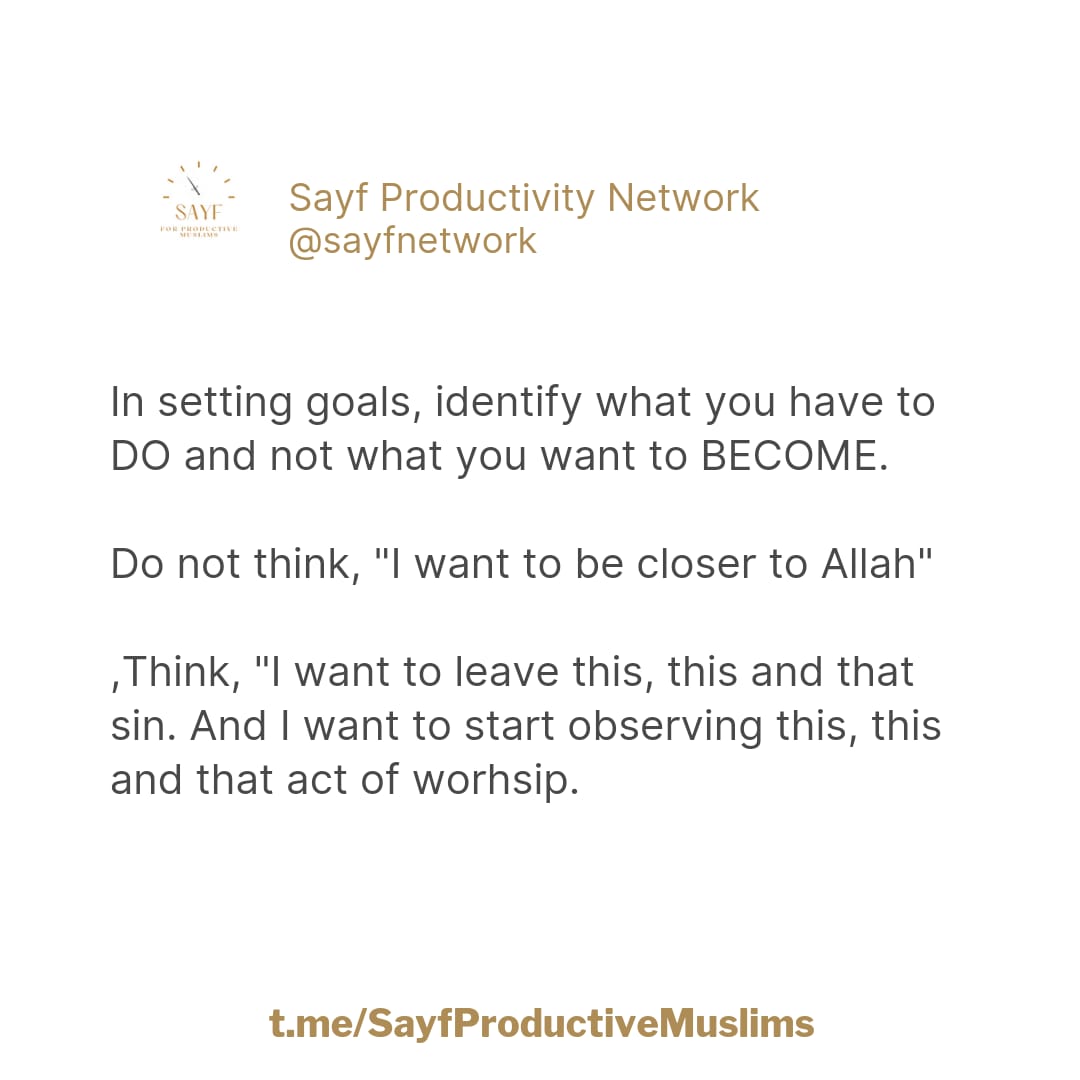 SAYF
FOR PRODUCTIVE
MUSLIMS
Sayf Productivity Network
@sayfnetwork
In setting goals, identify what you have to
DO and not what you want to BECOME.
Do not think, "I want to be closer to Allah"
,Think, "I want to leave this, this and that
sin. And I want to start observing this, this
and that act of worhsip.
t.me/SayfProductiveMuslims